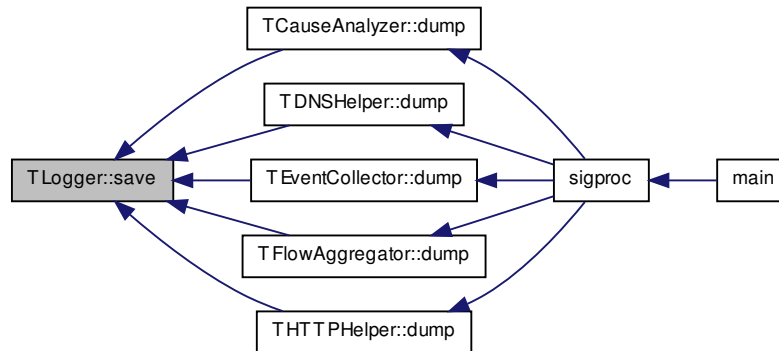 TCauseAnalyzer::dump
TDNSHelper::dump
TLogger::save
TEventCollector::dump
sigproc
main
TFlowAggregator::dump
THTTPHelper::dump